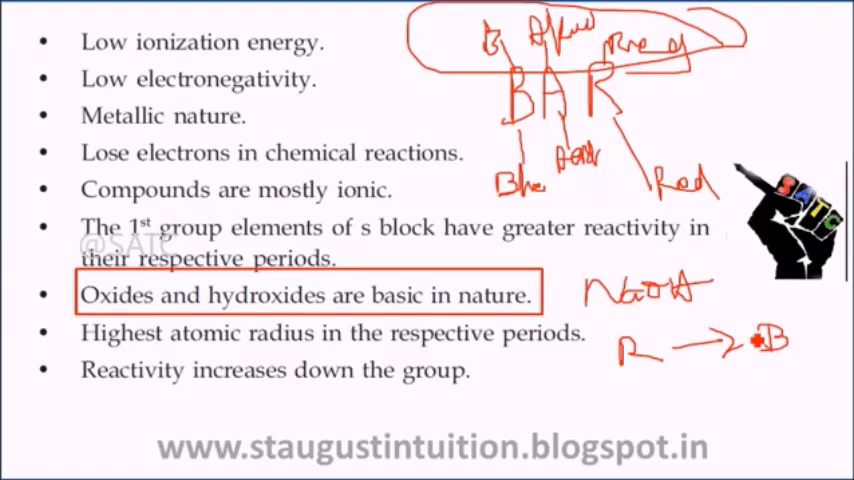 • Low ionization energy.
• Low electronegativity.
• Metallic nature.
• Lose electrons in chemical reactions.
• Compounds are mostly ionic.
• The 1st group elements of s block have greater reactivity in
their respective periods.
• Oxides and hydroxides are basic in nature.
• Highest atomic radius in the respective periods.
• Reactivity increases down the group.
B
BAR
Red
NaOH
R → B
@SATC
SATC
www.staugustintuition.blogspot.in